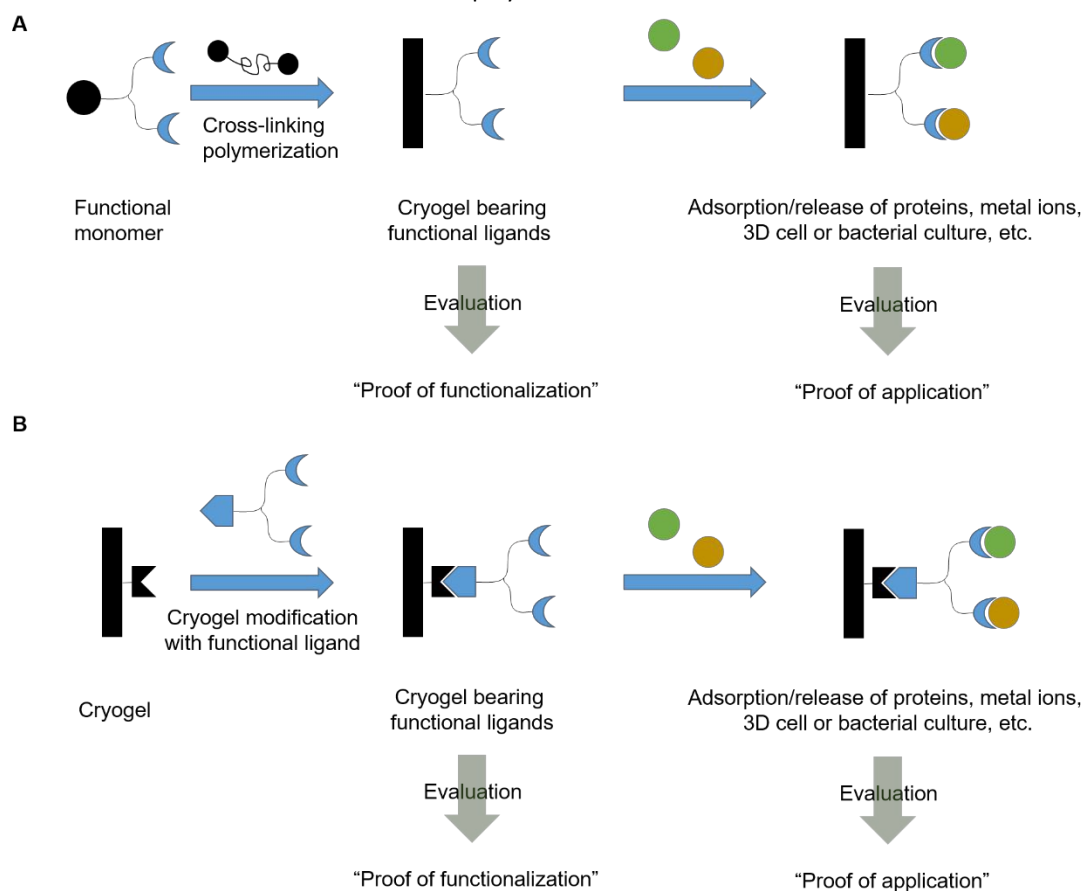 A
Cross-linking
polymerization
Functional
monomer
Cryogel bearing
functional ligands
Adsorption/release of proteins, metal ions,
3D cell or bacterial culture, etc.
Evaluation
Evaluation
“Proof of functionalization”
“Proof of application”
B
Cryogel modification
with functional ligand
Cryogel
Cryogel bearing
functional ligands
Adsorption/release of proteins, metal ions,
3D cell or bacterial culture, etc.
Evaluation
Evaluation
“Proof of functionalization”
“Proof of application”